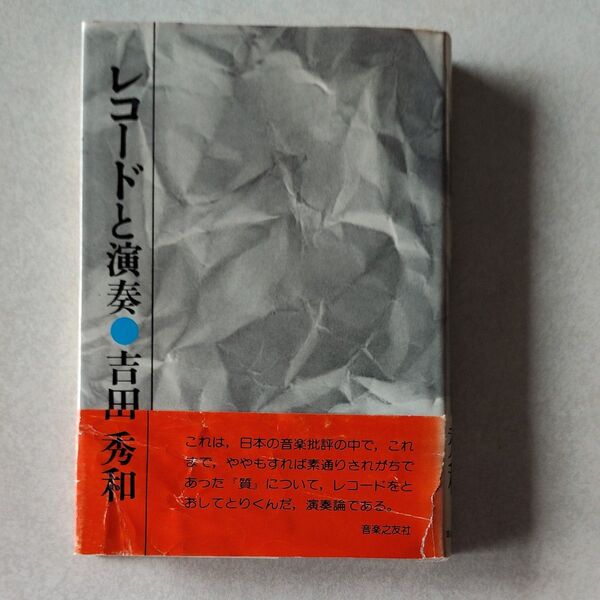 レコードと演奏●吉田秀和
これは，日本の音楽批評の中で，これ
まで，ややもすれば素通りされがちで
あった「質」について，レコードをと
おしてとりくんだ，演奏論である。
音楽之友社